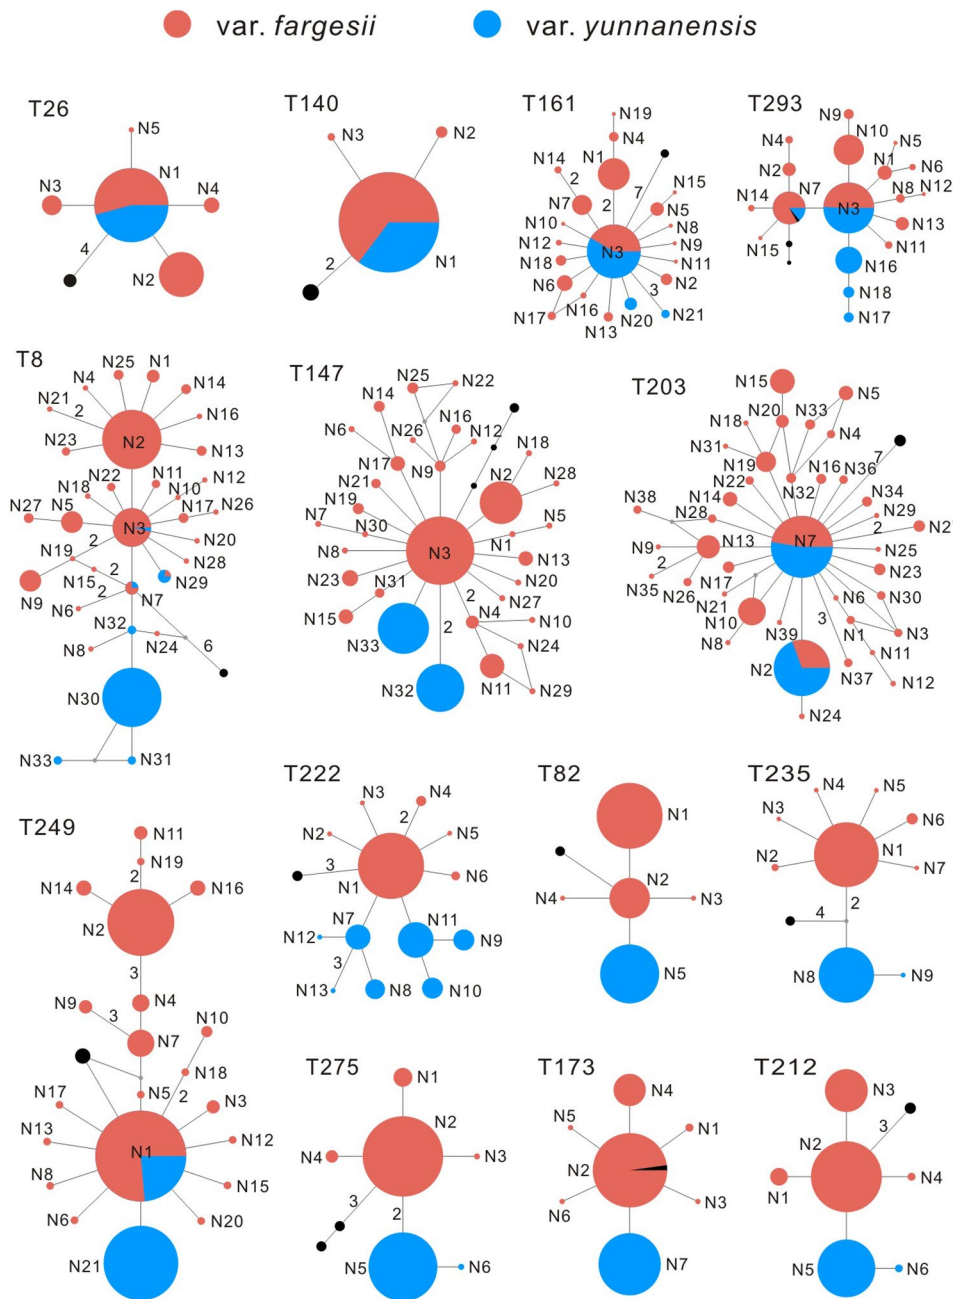 var. fargesii var. yunnanensis
T26
N5
N1
N3
N4
4
N2
T140
N3
N2
2
N1
T161
N19
N4
N1
N14
2
7
N15
N7
2
N5
N10
N8
N12
N3
N9
N18
N11
N6
3
N2
N16
N17
N13
N20
N21
T293
N9
N10
N4
N5
N2
N1
N6
N7
N8
N12
N14
N3
N13
N15
N11
N16
N18
N17
T8
N25
N1
N4
N14
N21
2
N16
N2
N23
N13
N22
N11
N12
N18
N10
N27
N5
N17
N26
N3
N20
N19
2
N28
N15
2
N29
N9
2
N7
N6
N32
N8
N24
6
N30
N33
N31
T147
N25
N22
N14
N16
N6
N26
N12
N18
N17
N9
N2
N28
N21
N19
N7
N30
N5
N3
N1
N8
N13
N23
N31
N20
2
N27
N15
N4
N10
N33
2
N24
N11
N32
N29
T203
N15
N5
N20
N33
N18
N4
N31
7
N19
N16
N36
N22
N32
N38
N14
N34
N28
N29
N7
2
N2
N9
N13
N25
2
N17
N23
N35
N26
N6
N30
N21
N10
3
N39
N1
N3
N8
N11
N2
N37
N12
N24
T249
N11
N19
2
N14
N16
N2
3
N9
N4
3
N10
N7
N18
N5
2
N17
N3
N13
N12
N1
N8
N15
N6
N20
N21
T222
N3
N4
2
N2
N5
3
N6
N1
N7
N11
N12
N9
3
N13
N8
N10
T82
N1
N2
N4
N3
N5
T235
N4
N5
N3
N6
N1
N2
N7
2
4
N8
N9
T275
N1
N2
N4
N3
3
2
N5
N6
T173
N4
N5
N1
N2
N6
N3
N7
T212
N3
N2
3
N1
N4
N5
N6